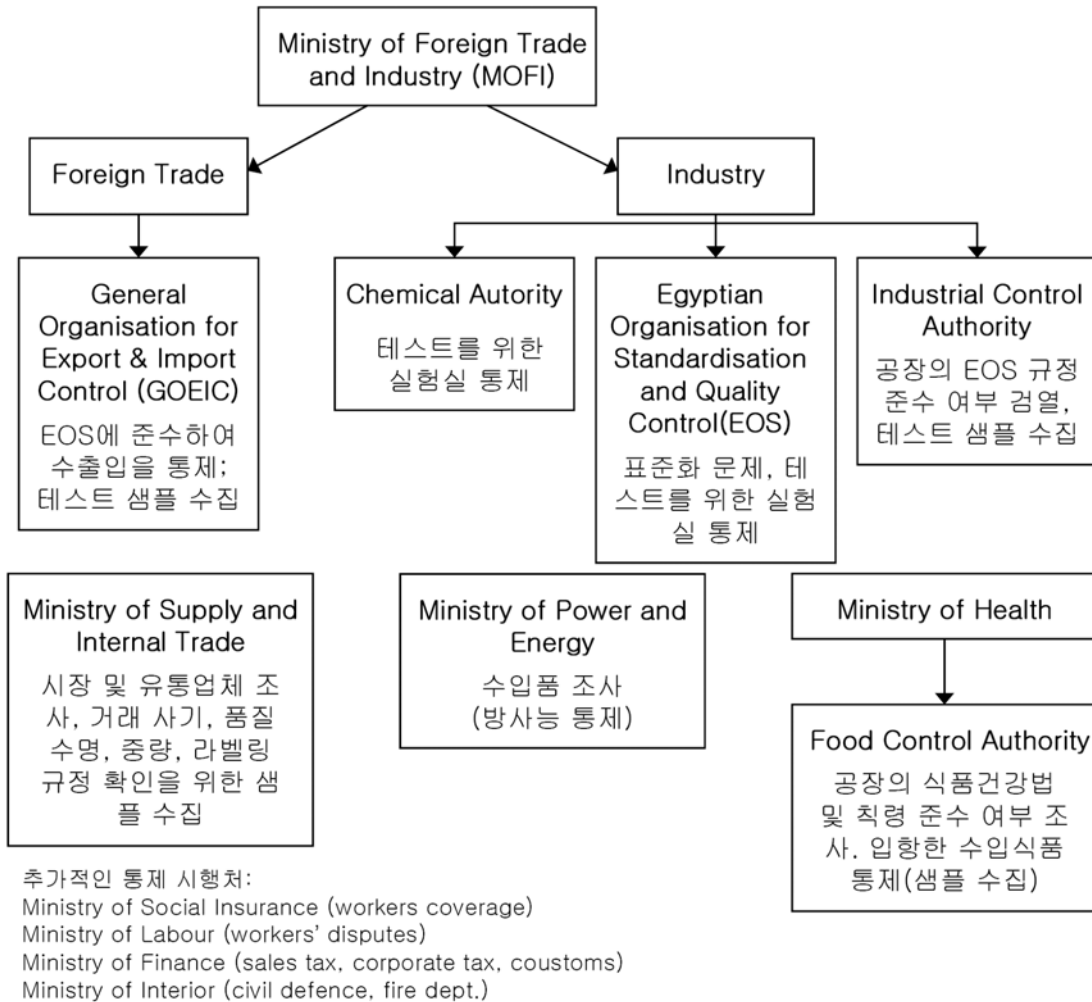 Ministry of Foreign Trade
and Industry (MOFI)
Foreign Trade
Industry
General
Organisation for
Export & Import
Control (GOEIC)
EOS에 준수하여
수출입을 통제;
테스트 샘플 수집
Chemical Autority
테스트를 위한
실험실 통제
Egyptian
Organisation for
Standardisation
and Quality
Control(EOS)
표준화 문제, 테
스트를 위한 실험
실 통제
Industrial Control
Authority
공장의 EOS 규정
준수 여부 검열,
테스트 샘플 수집
Ministry of Supply and
Internal Trade
시장 및 유통업체 조
사, 거래 사기, 품질
수명, 중량, 라벨링
규정 확인을 위한 샘
플 수집
Ministry of Power and
Energy
수입품 조사
(방사능 통제)
Ministry of Health
Food Control Authority
공장의 식품건강법
및 칙령 준수 여부 조
사. 입항한 수입식품
통제(샘플 수집)
추가적인 통제 시행처:
Ministry of Social Insurance (workers coverage)
Ministry of Labour (workers' disputes)
Ministry of Finance (sales tax, corporate tax, coustoms)
Ministry of Interior (civil defence, fire dept.)